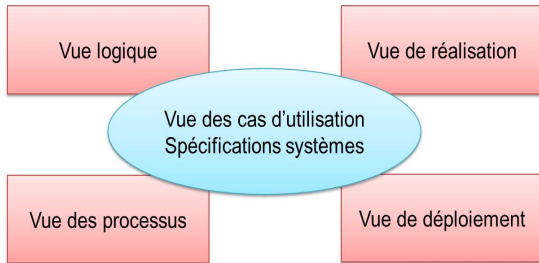 Vue logique
Vue de réalisation
Vue des cas d’utilisation
Spécifications systèmes
Vue des processus
Vue de déploiement